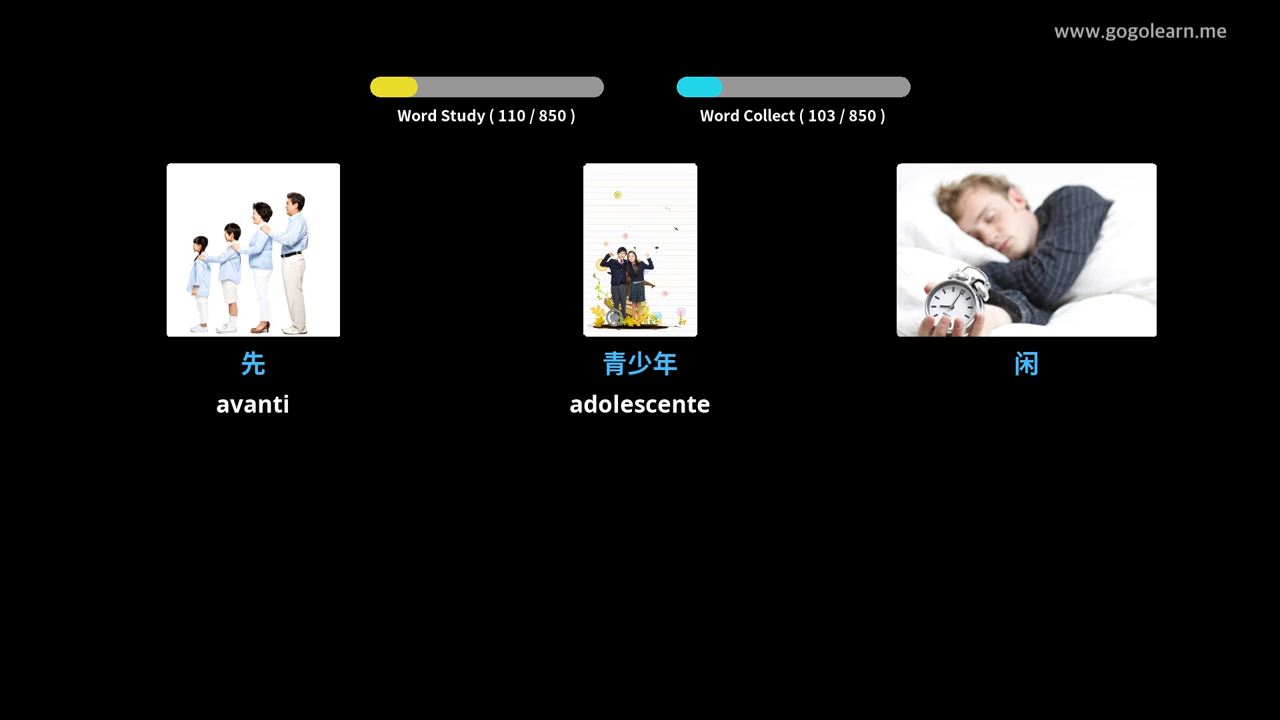 www.gogolearn.me
Word Study ( 110 / 850 )
Word Collect ( 103 / 850 )
先
青少年
闲
avanti
adolescente